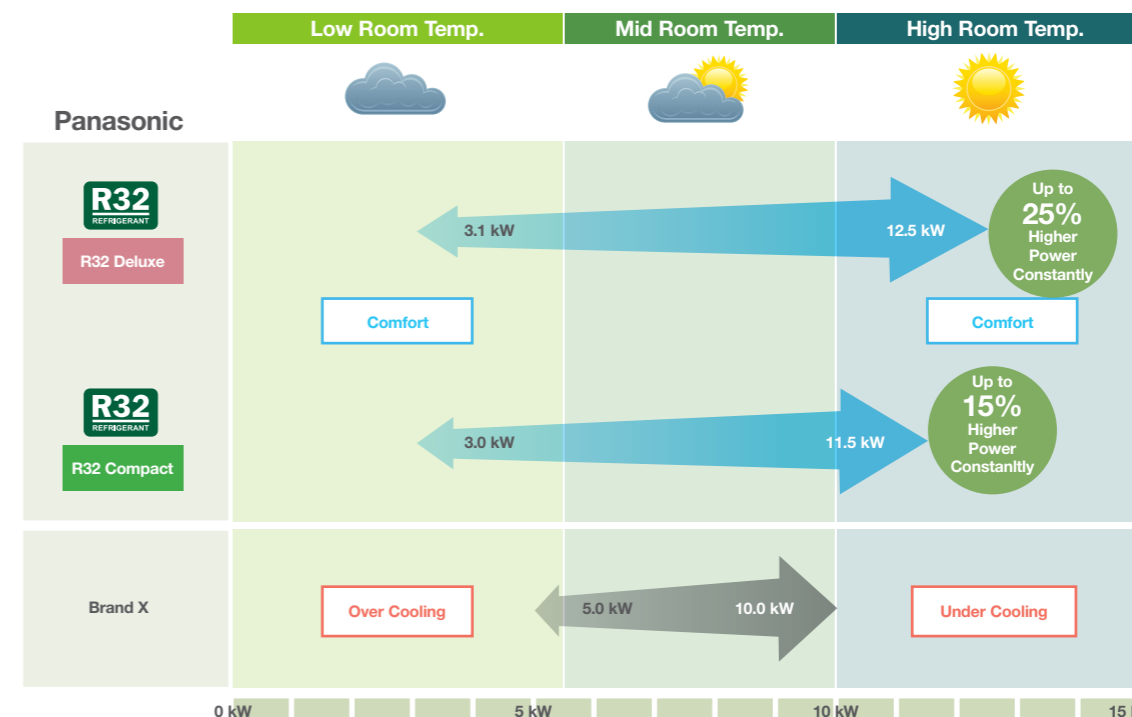 Low Room Temp. Mid Room Temp. High Room Temp.
Panasonic
R32
REFRIGERANT
R32 Deluxe
3.1 kW
12.5 kW
Up to
25%
Higher
Power
Constantly
Comfort
Comfort
R32
REFRIGERANT
R32 Compact
3.0 kW
11.5 kW
Up to
15%
Higher
Power
Constanltly
Brand X
Over Cooling
5.0 kW
10.0 kW
Under Cooling
0 kW 5 kW 10 kW 15